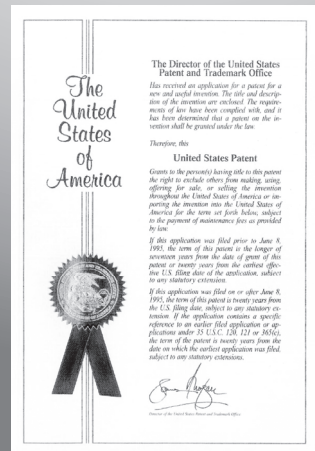 The
United
States
of
America
The Director of the United States
Patent and Trademark Office
Has received an application for a patent for a
new and useful invention. The title and descrip-
tion of the invention are enclosed. The require-
ments of law have been complied with, and it
has been determined that a patent on the in-
vention shall be granted under the law.
Therefore, this
United States Patent
Grants to the person(s) having title to this patent
the right to exclude others from making, using,
offering for sale, or selling the invention
throughout the United States of America or im-
porting the invention into the United States of
America for the term set forth below, subject
to the payment of maintenance fees as provided
by law.
If this application was filed prior to June 8,
1995, the term of this patent is the longer of
seventeen years from the date of grant of this
patent or twenty years from the earliest effec-
tive U.S. filing date of the application, subject
to any statutory extension.
If this application was filed on or after June 8,
1995, the term of this patent is twenty years from
the U.S. filing date, subject to any statutory ex-
tension. If the application contains a specific
reference to an earlier filed application or ap-
plications under 35 U.S.C. 120, 121 or 365(c),
the term of the patent is twenty years from the
date on which the earliest application was filed,
subject to any statutory extensions.
Director of the United States Patent and Trademark Office